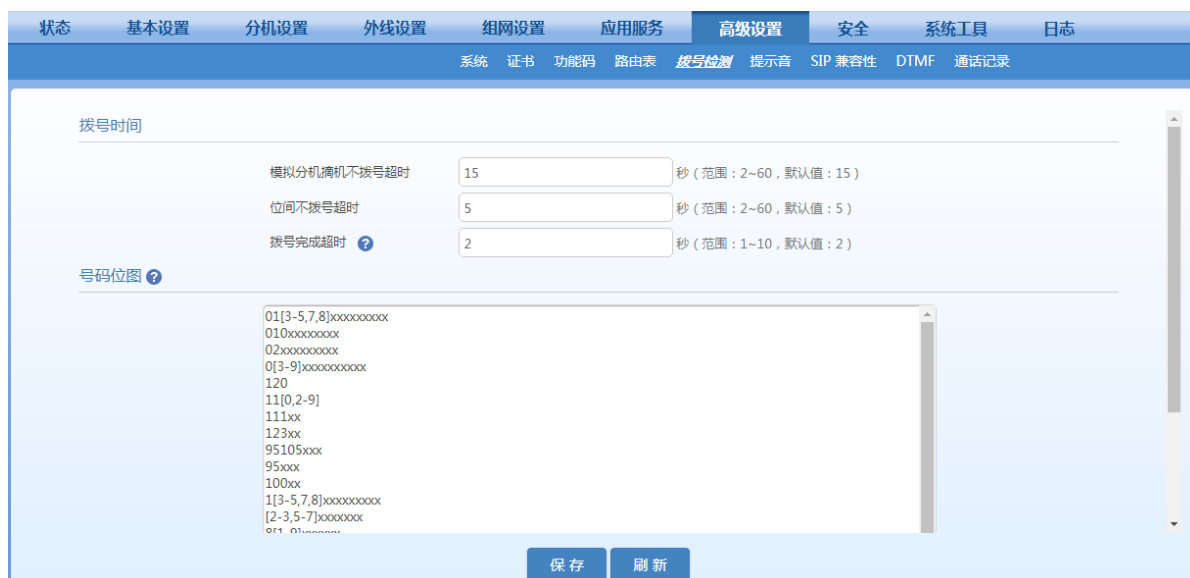 状态 基本设置 分机设置 外线设置 组网设置 应用服务 高级设置 安全 系统工具 日志
系统 证书 功能码 路由表 拨号检测 提示音 SIP 兼容性 DTMF 通话记录
拨号时间
模拟分机摘机不拨号超时 15 秒 ( 范围：2~60 , 默认值：15 )
位间不拨号超时 5 秒 ( 范围：2~60 , 默认值：5 )
拨号完成超时 ? 2 秒 ( 范围：1~10 , 默认值：2 )
号码位图 ?
01[3-5,7,8]xxxxxxxxx
010xxxxxxxx
02xxxxxxxxx
0[3-9]xxxxxxxxxx
120
11[0,2-9]
111xx
123xx
95105xxx
95xxx
100xx
1[3-5,7,8]xxxxxxxxx
[2-3,5-7]xxxxxxx
8[1-9]xxxxxx
保存 刷新